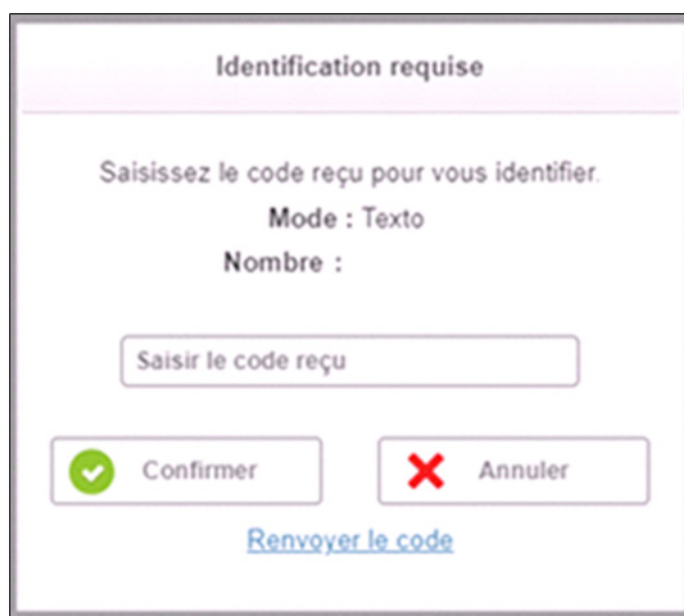 Identification requise
Saisissez le code reçu pour vous identifier.
Mode : Texto
Nombre :
Saisir le code reçu
Confirmer
Annuler
Renvoyer le code